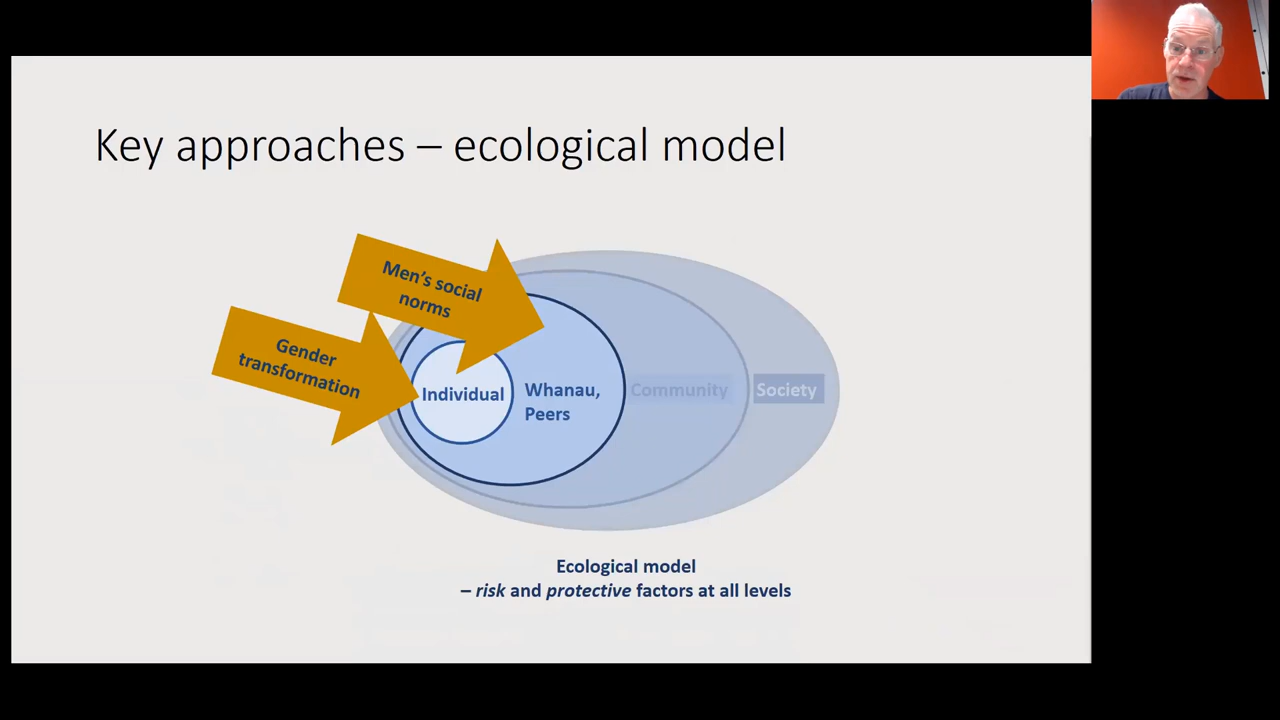 Key approaches – ecological model
Men's social
norms
Gender
transformation
Individual
Whanau,
Peers
Community
Society
Ecological model
– risk and protective factors at all levels